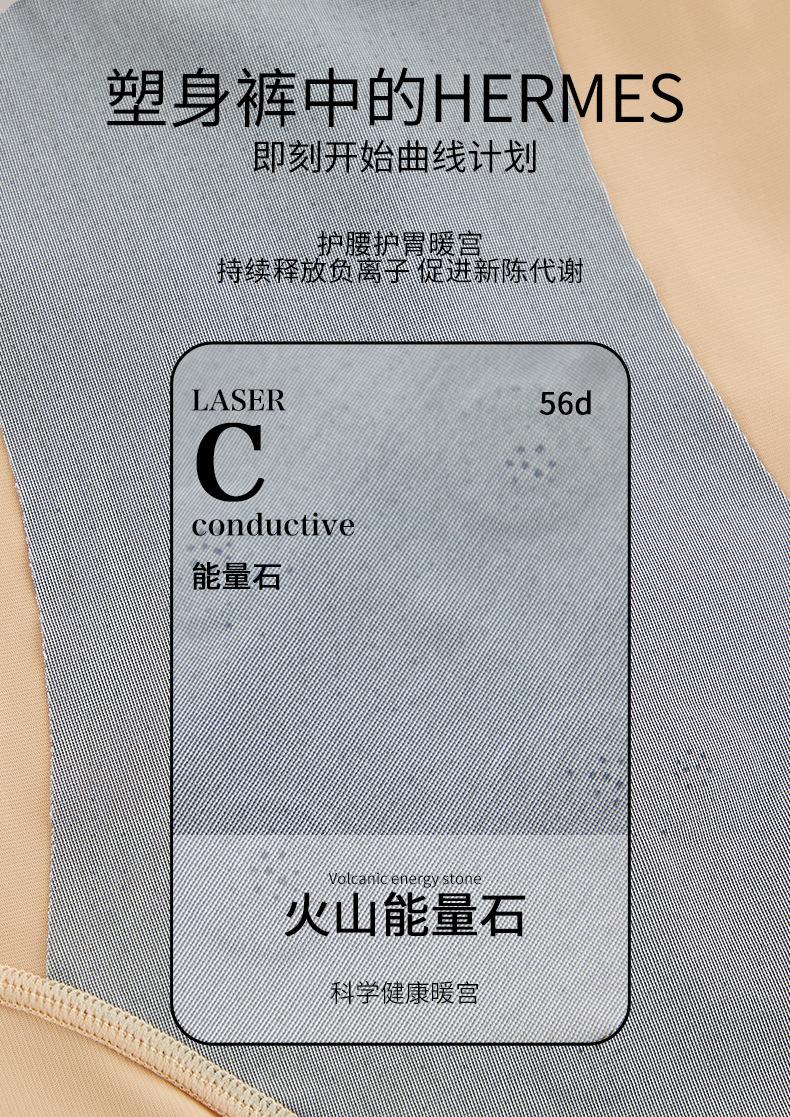 塑身裤中的HERMES
即刻开始曲线计划
护腰护胃暖宫
持续释放负离子 促进新陈代谢
LASER
56d
C
conductive
能量石
Volcanic energy stone
火山能量石
科学健康暖宫